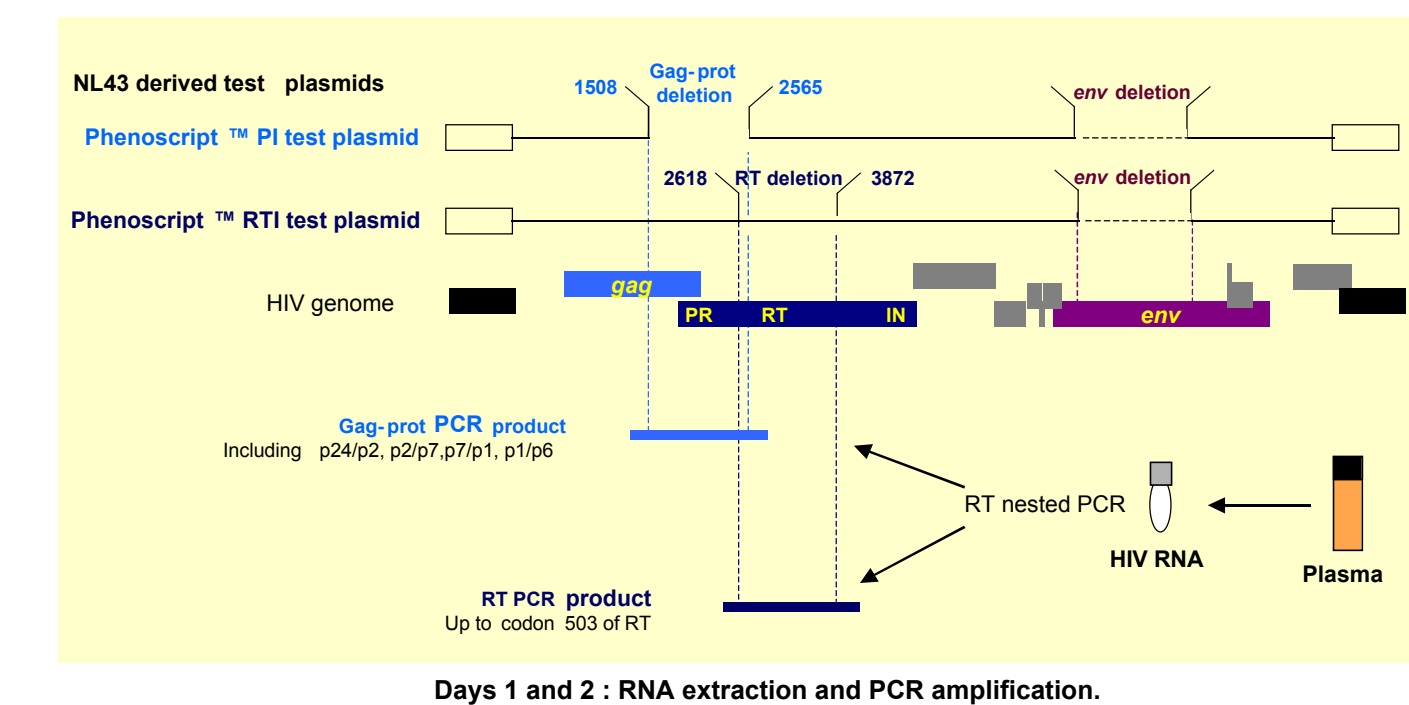 Gag-prot
NL43 derived test plasmids 1508 deletion 2565 env deletion
Phenoscript ™ PI test plasmid
2618 RT deletion 3872 env deletion
Phenoscript ™ RTI test plasmid
gag
HIV genome
PR RT IN env
Gag-prot PCR product
Including p24/p2, p2/p7,p7/p1, p1/p6
RT nested PCR
HIV RNA
Plasma
RT PCR product
Up to codon 503 of RT
Days 1 and 2 : RNA extraction and PCR amplification.